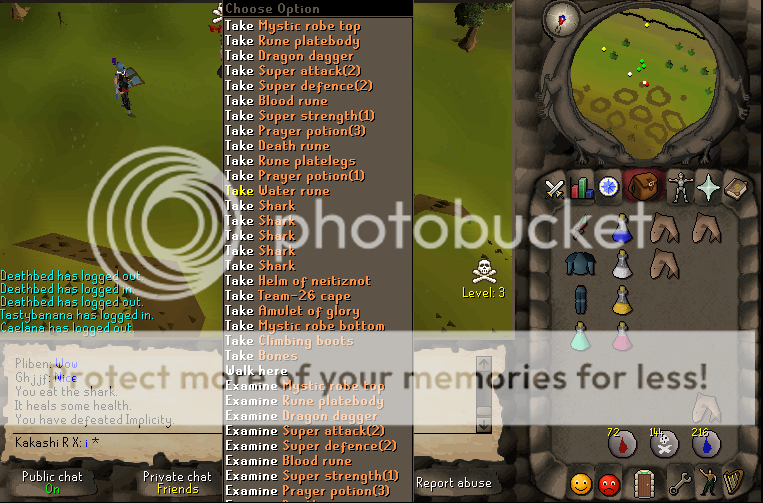 Choose Option
Take Mystic robe top
Take Rune platebody
Take Dragon dagger
Take Super attack(2)
Take Super defence(2)
Take Blood rune
Take Super strength(1)
Take Prayer potion(3)
Take Death rune
Take Rune platelegs
Take Prayer potion(1)
Take Water rune
Take Shark
Take Shark
Take Shark
Take Shark
Take Shark
Take Helm of neitiznot
Take Team-26 cape
Take Amulet of glory
Take Mystic robe bottom
Take Climbing boots
Take Bones
Walk here
Examine Mystic robe top
Examine Rune platebody
Examine Dragon dagger
Examine Super attack(2)
Examine Super defence(2)
Examine Blood rune
Examine Super strength(1)
Examine Prayer potion(3)
photobucket
Protect more of your memories for less!
Level: 3
Deathbed has logged out.
Deathbed has logged in.
Deathbed has logged out.
Tastybanana has logged in.
Caelana has logged out.
Pliben: Wow
Ghjjjf: Nice
You eat the shark.
It heals some health.
You have defeated Implicity.
Kakashi R X: i *
Public chat
On
Private chat
Friends
Report abuse
72
144
216